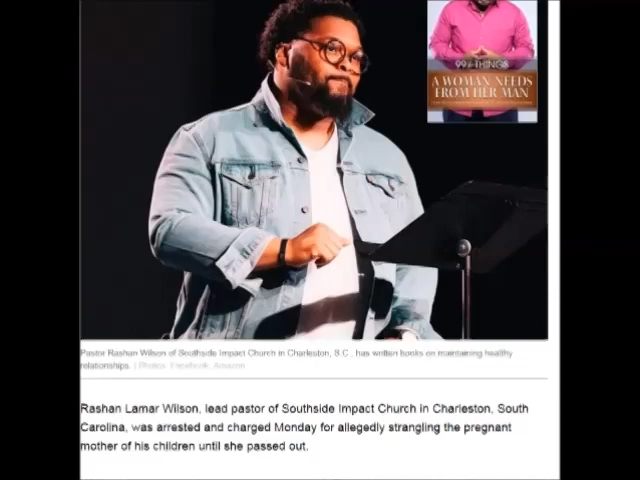 99½ THINGS
A WOMAN NEEDS
FROM HER MAN
Pastor Rashan Wilson of Southside Impact Church in Charleston, S.C., has written books on maintaining healthy
relationships. | Photos: Facebook, Amazon
Rashan Lamar Wilson, lead pastor of Southside Impact Church in Charleston, South
Carolina, was arrested and charged Monday for allegedly strangling the pregnant
mother of his children until she passed out.